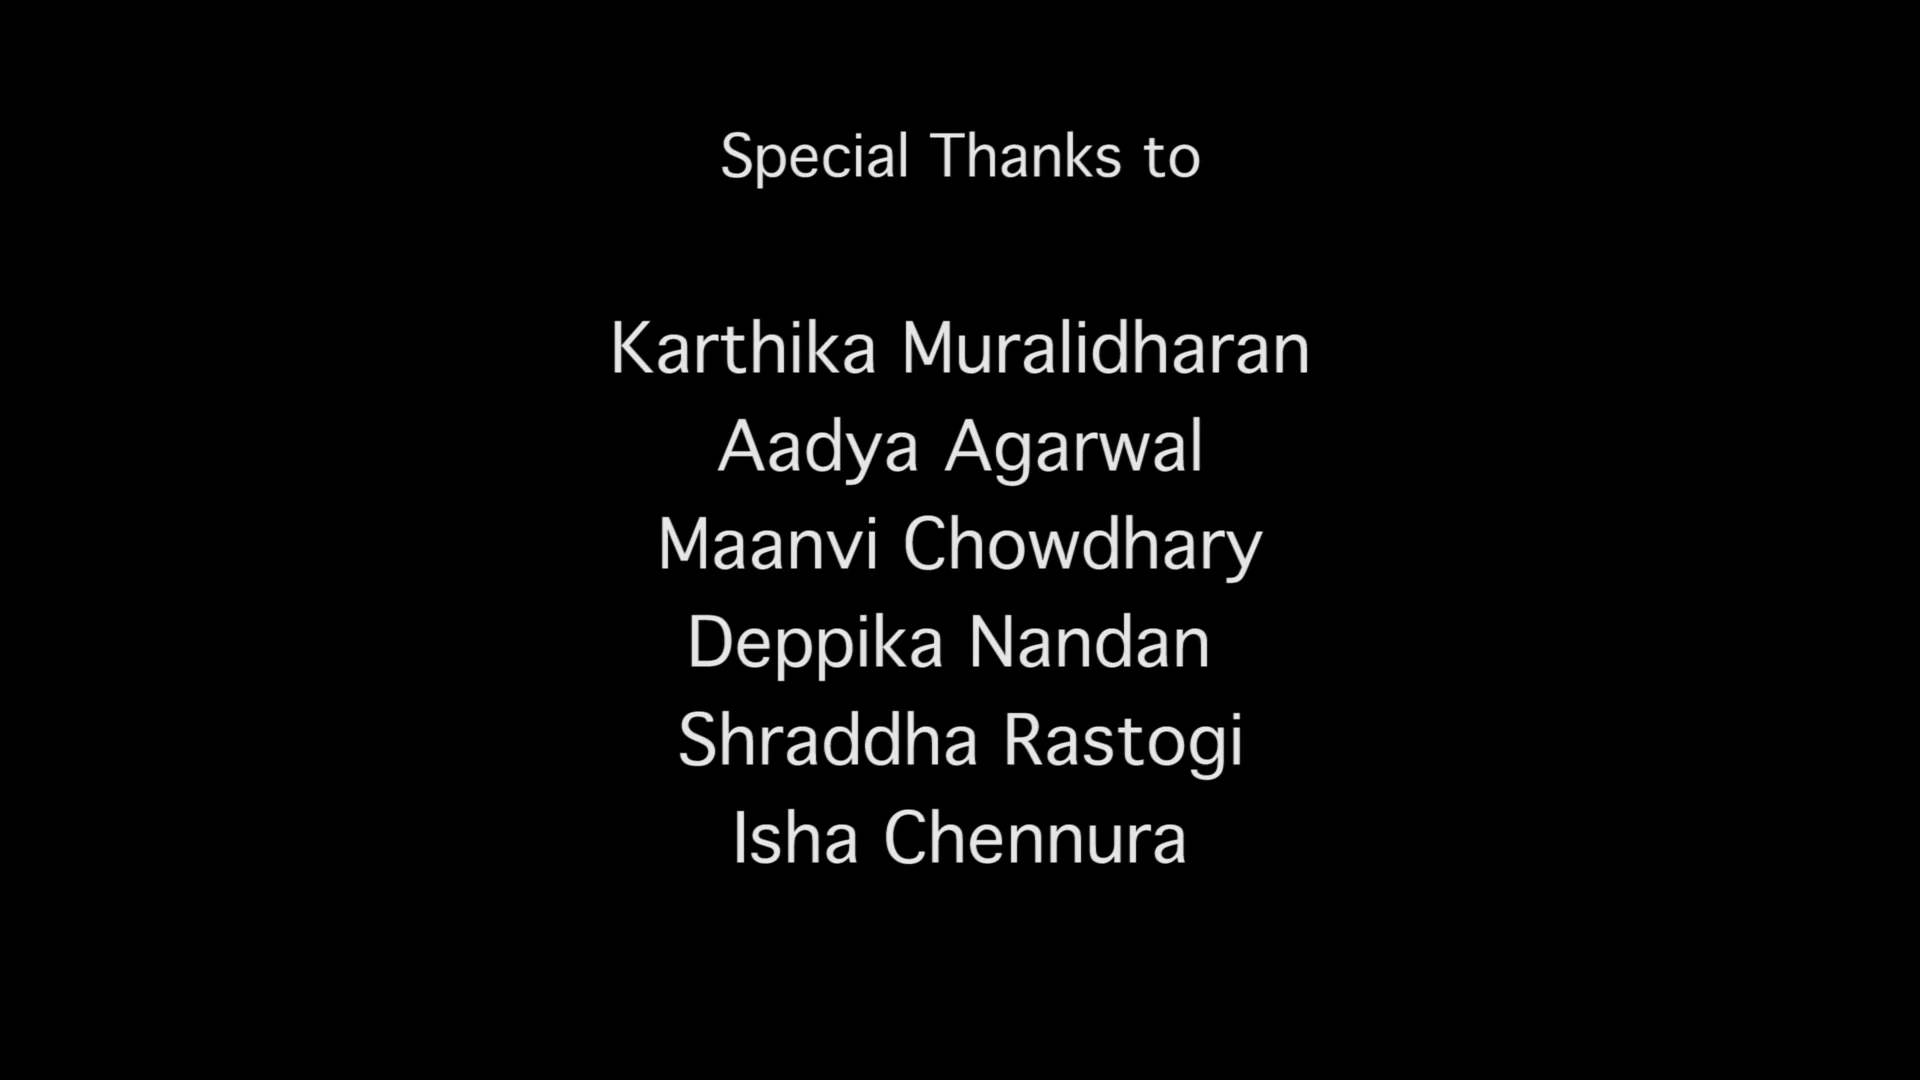 Special Thanks to
Karthika Muralidharan
Aadya Agarwal
Maanvi Chowdhary
Deppika Nandan
Shraddha Rastogi
Isha Chennura